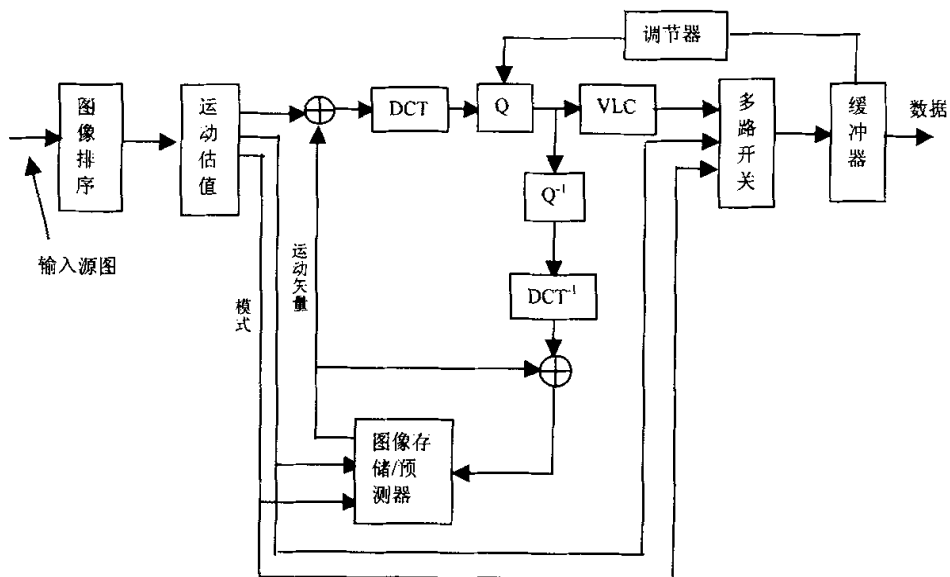 调节器
图像排序
运动估值
DCT
Q
VLC
多路开关
缓冲器
数据
Q⁻¹
输入源图
运动矢量
模式
DCT⁻¹
图像存
储/预
测器